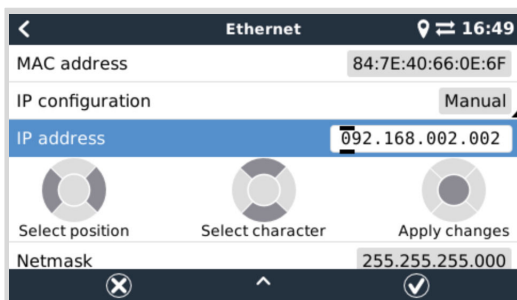 Ethernet 16:49
MAC address 84:7E:40:66:0E:6F
IP configuration Manual
IP address 092.168.002.002
Select position Select character Apply changes
Netmask 255.255.255.000